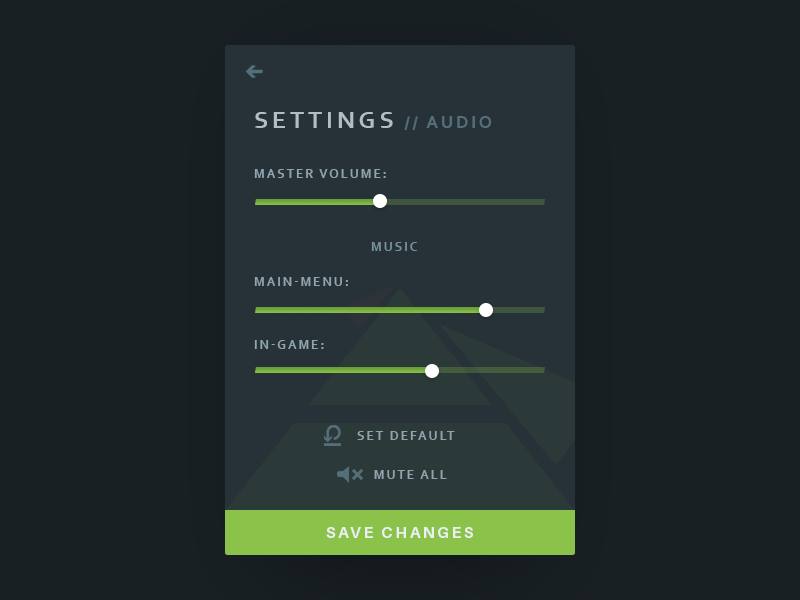 SETTINGS // AUDIO
MASTER VOLUME:
MUSIC
MAIN-MENU:
IN-GAME:
SET DEFAULT
MUTE ALL
SAVE CHANGES